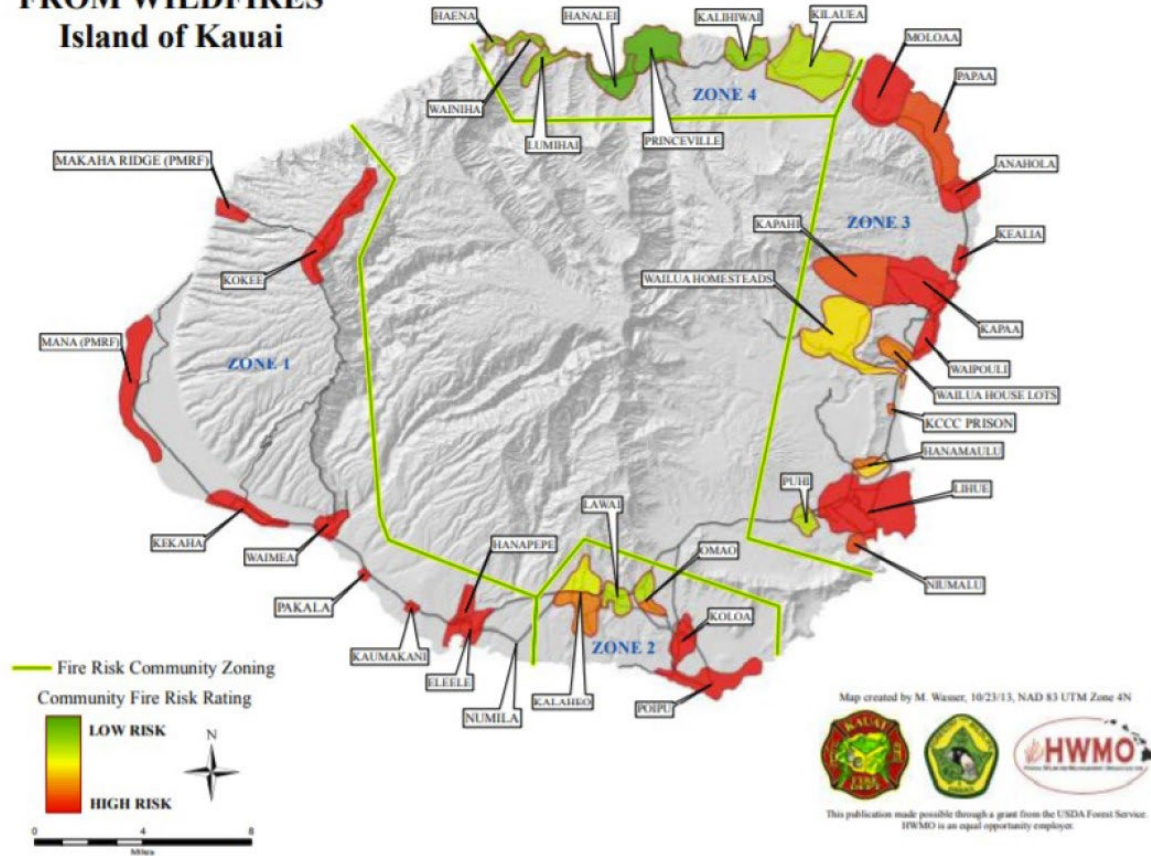 FROM WILDFIRES
Island of Kauai
HAENA
HANALEI
KALIHIWAI
KILAUEA
MOLOAA
PAPAA
WAINIHA
LUMIHAI
PRINCEVILLE
ZONE 4
MAKAHA RIDGE (PMRF)
ANAHOLA
KAPAHI
ZONE 3
KEALIA
KOKEE
WAILUA HOMESTEADS
KAPAA
MANA (PMRF)
ZONE 1
WAIPOULI
WAILUA HOUSE LOTS
KCCC PRISON
HANAMAULU
PUHI
LIHUE
LAWAI
KEKAHA
WAIMEA
HANAPEPE
OMAO
NIUMALU
PAKALA
KOLOA
ZONE 2
KAUMAKANI
ELEELE
NUMILA
KALAHEO
POIPU
Fire Risk Community Zoning
Community Fire Risk Rating
LOW RISK
HIGH RISK
N
0 4 8
Miles
Map created by M. Wasser, 10/23/13, NAD 83 UTM Zone 4N
KAUAI
FIRE
HWMO
This publication made possible through a grant from the USDA Forest Service.
HWMO is an equal opportunity employer.